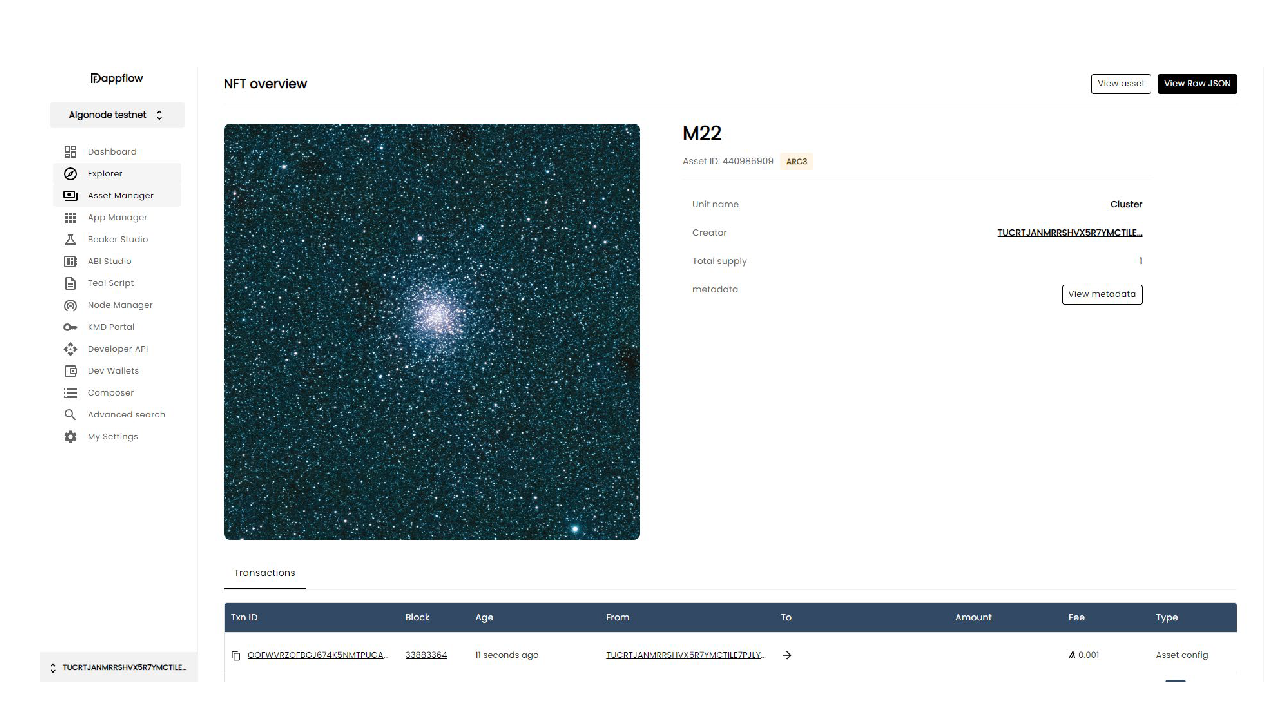 Dappflow
Algonode testnet
Dashboard
Explorer
Asset Manager
App Manager
Beaker Studio
ABI Studio
Teal Script
Node Manager
KMD Portal
Developer API
Dev Wallets
Composer
Advanced search
My Settings
TUCRTJANMRRSHVX5R7YMCTILE...
NFT overview
View asset
View Raw JSON
M22
Asset ID: 440985909 ARC3
Unit name Cluster
Creator TUCRTJANMRRSHVX5R7YMCTILE...
Total supply 1
metadata View metadata
Transactions
Txn ID Block Age From To Amount Fee Type
33883364 11 seconds ago TUCRTJANMRRSHVX5R7YMCTILE7PJLY... 0.001 Asset config